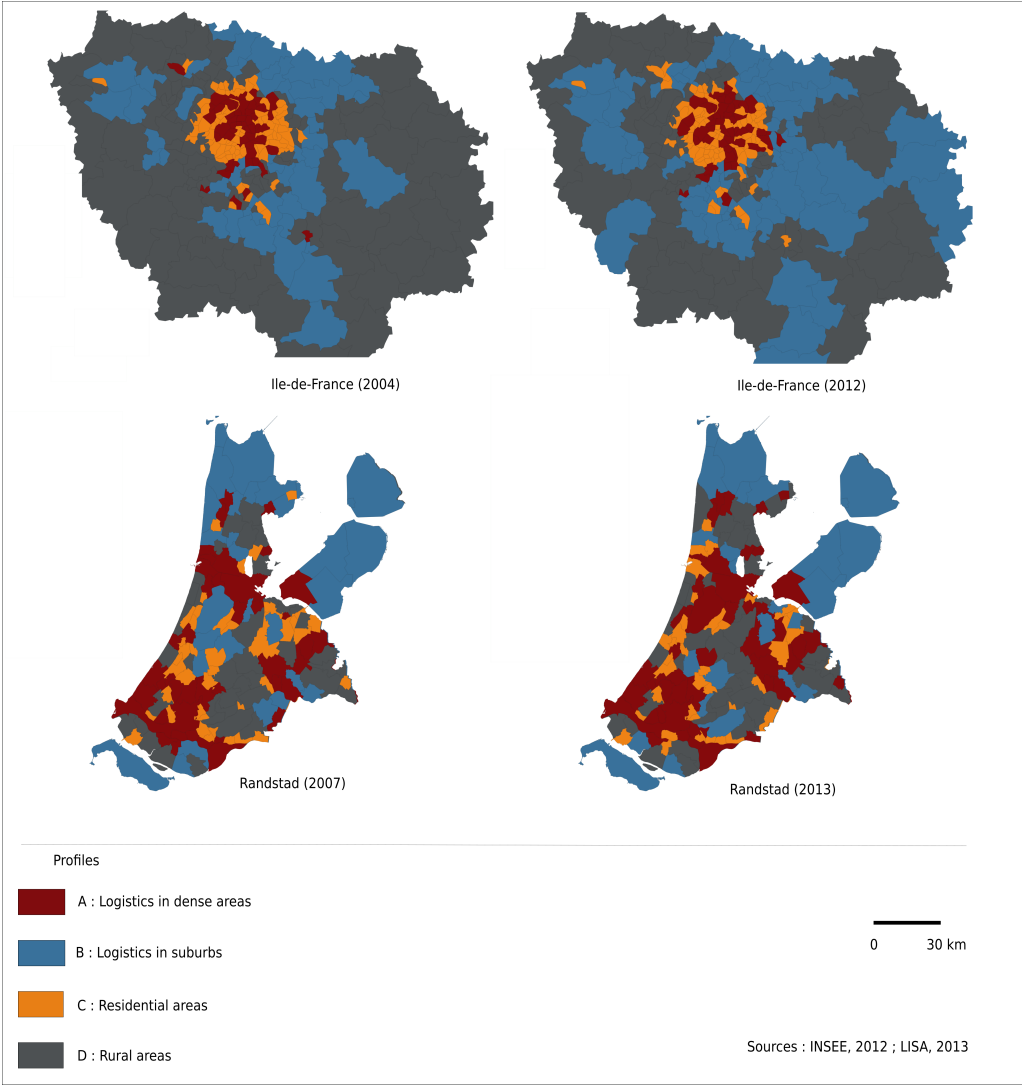 Ile-de-France (2004)
Ile-de-France (2012)
Randstad (2007)
Randstad (2013)
Profiles
A : Logistics in dense areas
B : Logistics in suburbs
C : Residential areas
D : Rural areas
0 30 km
Sources : INSEE, 2012 ; LISA, 2013